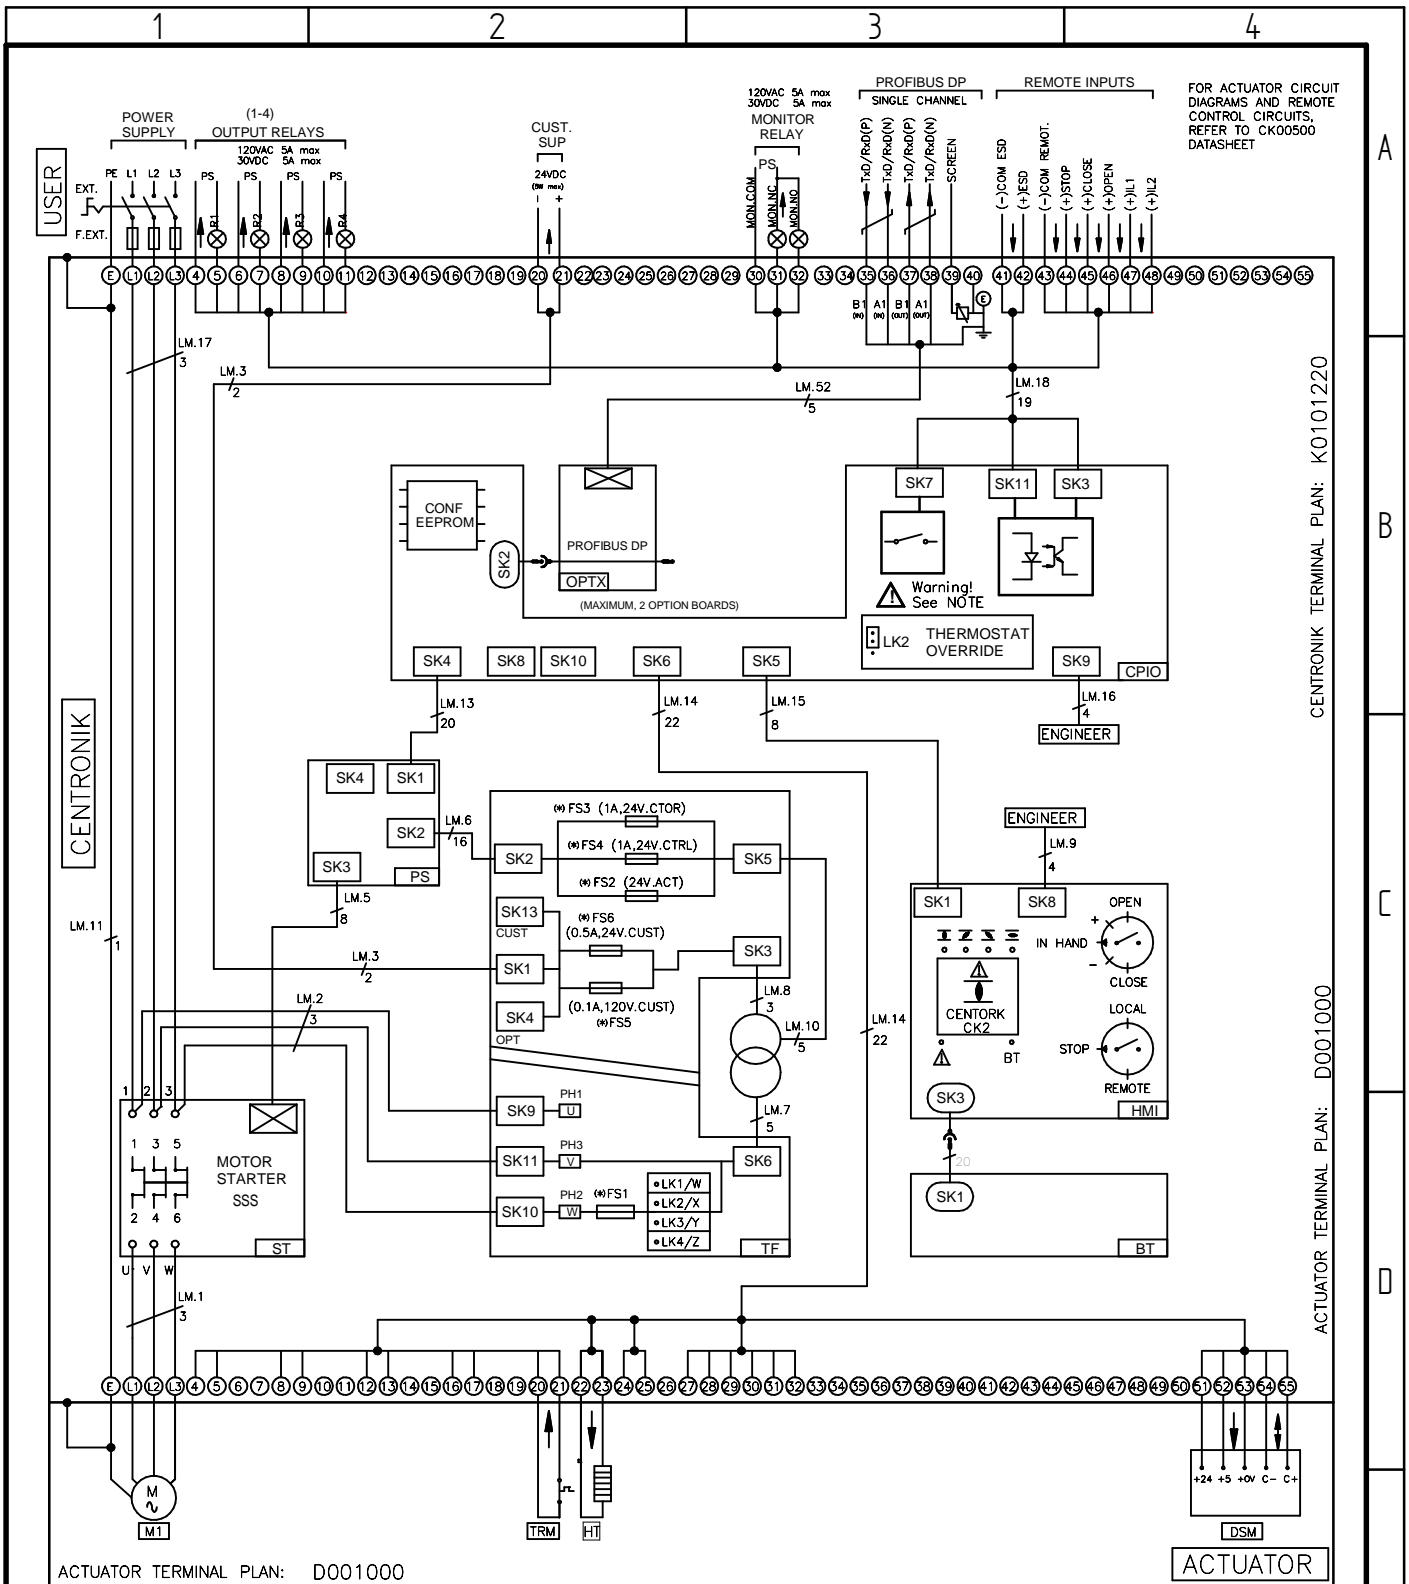 1 2 3 4
A
B
C
D
FOR ACTUATOR CIRCUIT
DIAGRAMS AND REMOTE
CONTROL CIRCUITS,
REFER TO CK00500
DATASHEET
USER
POWER
SUPPLY
PE L1 L2 L3
EXT.
F.EXT.
(1-4)
OUTPUT RELAYS
120VAC 5A max
30VDC 5A max
PS PS PS PS
R1 R2 R3 R4
CUST.
SUP
24VDC
(5W max)
- +
120VAC 5A max
30VDC 5A max
MONITOR
RELAY
PS
MON.COM
MON.NC
MON.NO
PROFIBUS DP
SINGLE CHANNEL
TxD/RxD(P)
TxD/RxD(N)
TxD/RxD(P)
TxD/RxD(N)
SCREEN
REMOTE INPUTS
(-)COM ESD
(+)ESD
(-)COM REMOT.
(+)STOP
(+)CLOSE
(+)OPEN
(+)IL1
(+)IL2
E L1 L2 L3 4 5 6 7 8 9 10 11 12 13 14 15 16 17 18 19 20 21 22 23 24 25 26 27 28 29 30 31 32 33 34 35 36 37 38 39 40 41 42 43 44 45 46 47 48 49 50 51 52 53 54 55
B1 A1 B1 A1
(IN) (IN) (OUT) (OUT)
E
LM.17
3
LM.3
2
LM.52
5
LM.18
19
CENTRONIK TERMINAL PLAN: K0101220
CONF
EEPROM
SK2
PROFIBUS DP
OPTX
(MAXIMUM, 2 OPTION BOARDS)
SK7
SK11
SK3
Warning!
See NOTE
LK2
THERMOSTAT
OVERRIDE
SK4
SK8
SK10
SK6
SK5
SK9
CPIO
LM.13
20
LM.14
22
LM.15
8
LM.16
4
ENGINEER
CENTRONIK
SK4
SK1
SK2
SK3
PS
LM.6
16
LM.5
8
(*)FS3 (1A,24V.CTOR)
(*)FS4 (1A,24V.CTRL)
(*)FS2 (24V.ACT)
SK2
SK5
SK13
CUST
(*)FS6
(0.5A,24V.CUST)
SK1
SK3
SK4
OPT
(0.1A,120V.CUST)
(*)FS5
LM.11
1
LM.3
2
LM.2
3
LM.8
3
LM.10
5
LM.7
5
LM.14
22
SK9
PH1
U
SK11
PH3
V
SK6
SK10
PH2
W
(*)FS1
LK1/W
LK2/X
LK3/Y
LK4/Z
TF
ENGINEER
LM.9
4
SK1
SK8
OPEN
+
IN HAND
-
CLOSE
CENTORK
CK2
BT
LOCAL
STOP
REMOTE
SK3
HMI
20
SK1
BT
1 2 3
1 3 5
2 4 6
MOTOR
STARTER
SSS
ST
U V W
LM.1
3
ACTUATOR TERMINAL PLAN: D001000
E L1 L2 L3 4 5 6 7 8 9 10 11 12 13 14 15 16 17 18 19 20 21 22 23 24 25 26 27 28 29 30 31 32 33 34 35 36 37 38 39 40 41 42 43 44 45 46 47 48 49 50 51 52 53 54 55
M
M1
TRM
HT
+24 +5 +0V C- C+
DSM
ACTUATOR TERMINAL PLAN: D001000
ACTUATOR